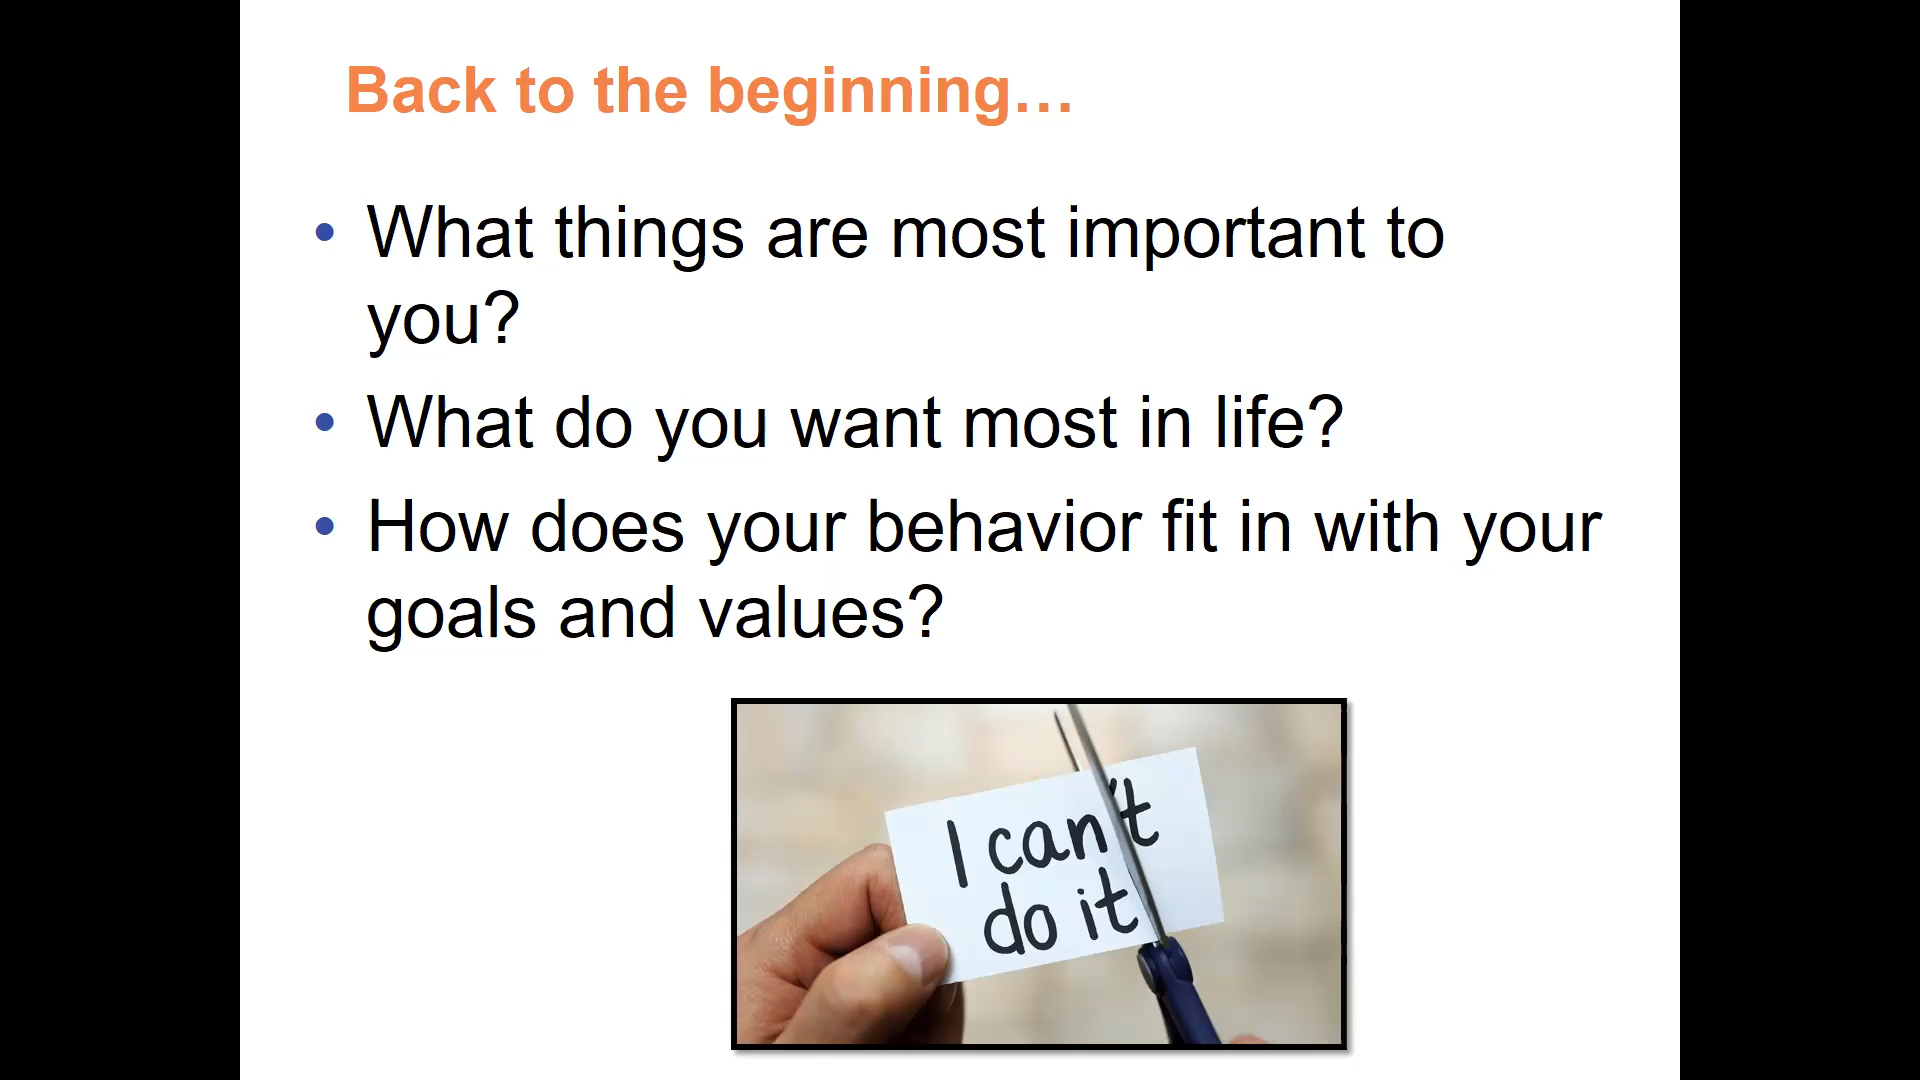 Back to the beginning…
• What things are most important to
you?
• What do you want most in life?
• How does your behavior fit in with your
goals and values?
I can't
do it